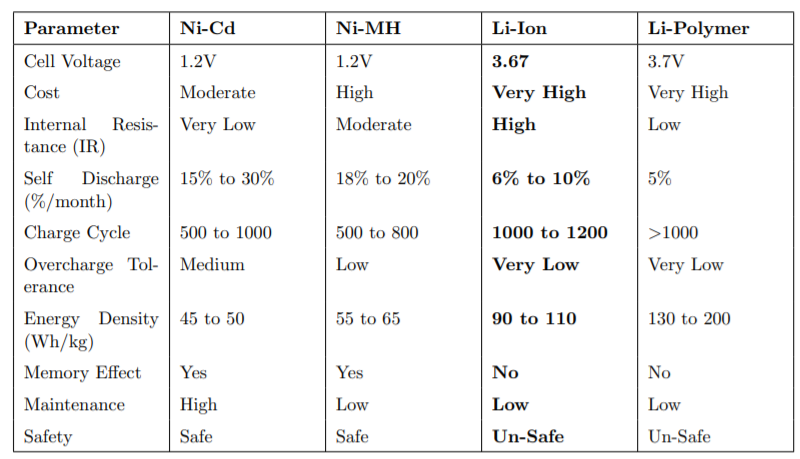 Parameter Ni-Cd Ni-MH Li-Ion Li-Polymer
Cell Voltage 1.2V 1.2V 3.67 3.7V
Cost Moderate High Very High Very High
Internal Resis- Very Low Moderate High Low
tance (IR)
Self Discharge 15% to 30% 18% to 20% 6% to 10% 5%
(%/month)
Charge Cycle 500 to 1000 500 to 800 1000 to 1200 >1000
Overcharge Tol- Medium Low Very Low Very Low
erance
Energy Density 45 to 50 55 to 65 90 to 110 130 to 200
(Wh/kg)
Memory Effect Yes Yes No No
Maintenance High Low Low Low
Safety Safe Safe Un-Safe Un-Safe